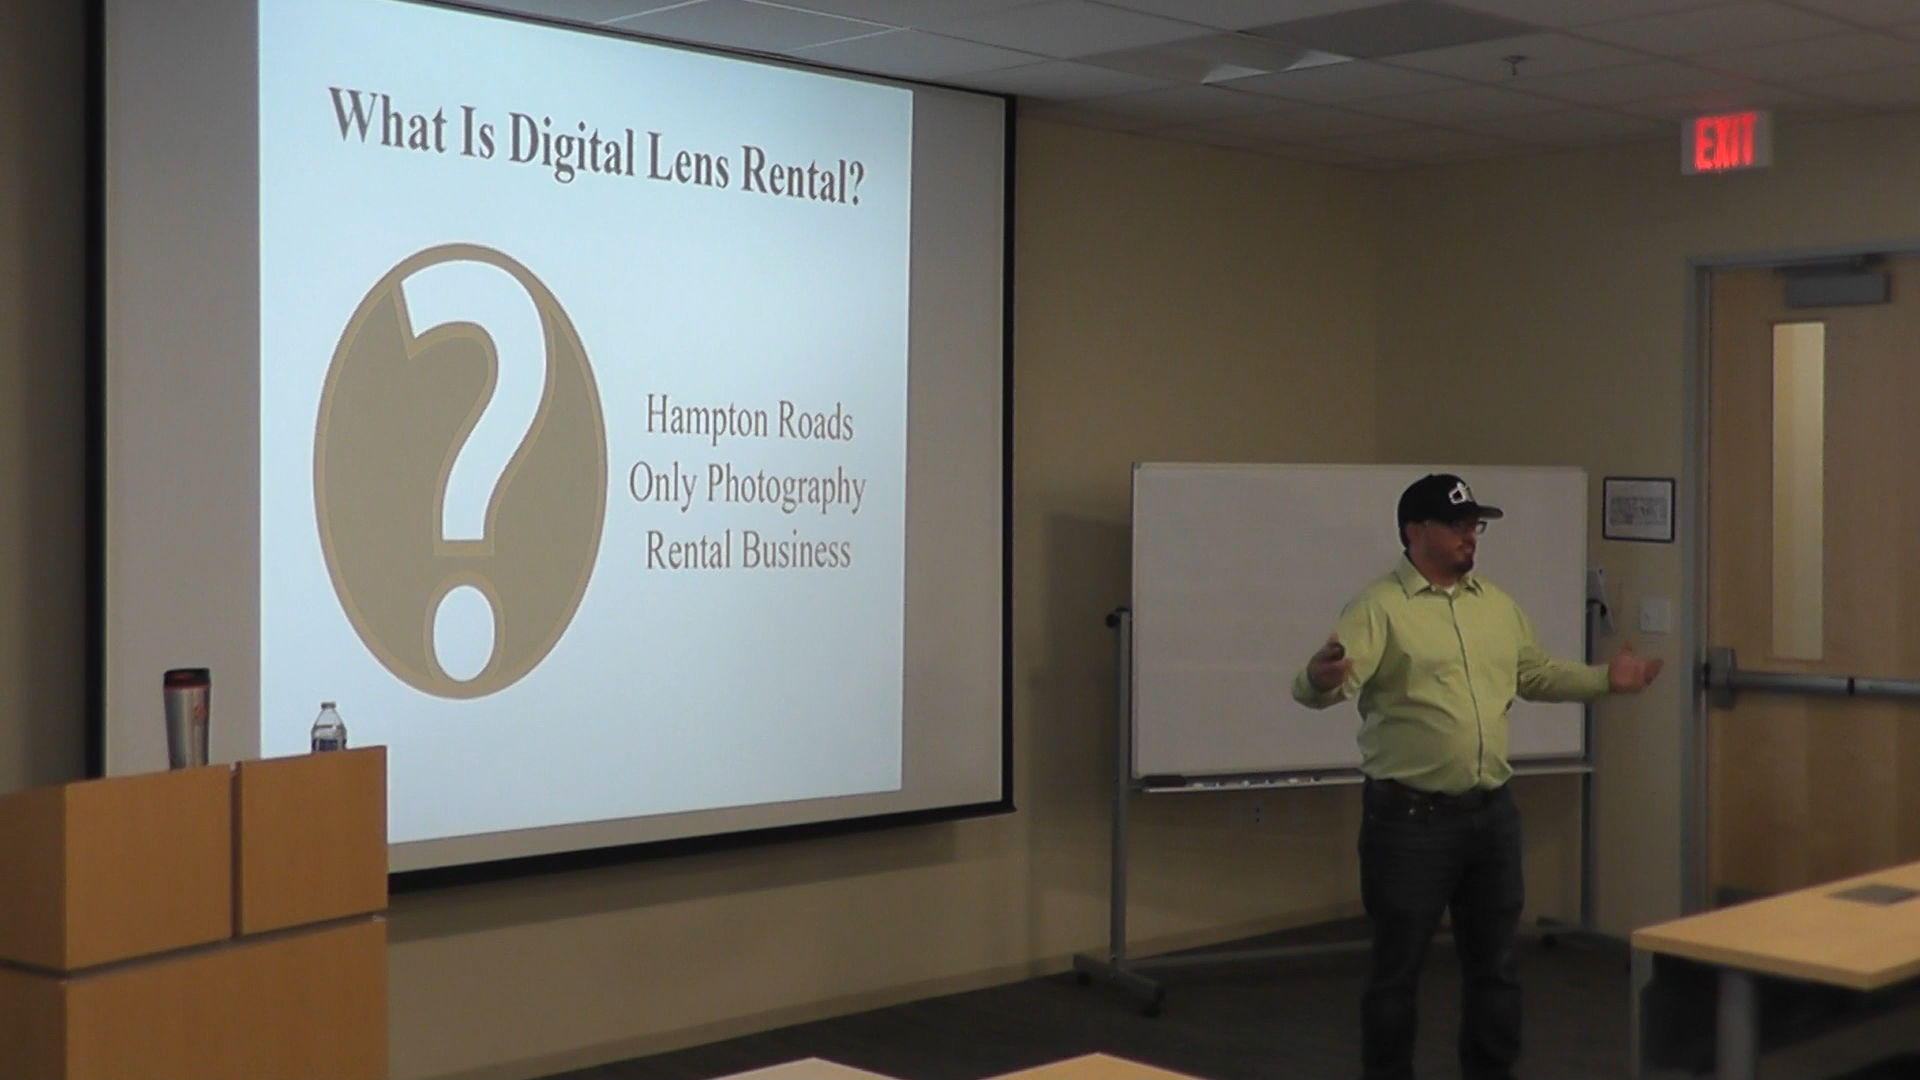 What Is Digital Lens Rental?
?
Hampton Roads
Only Photography
Rental Business
EXIT